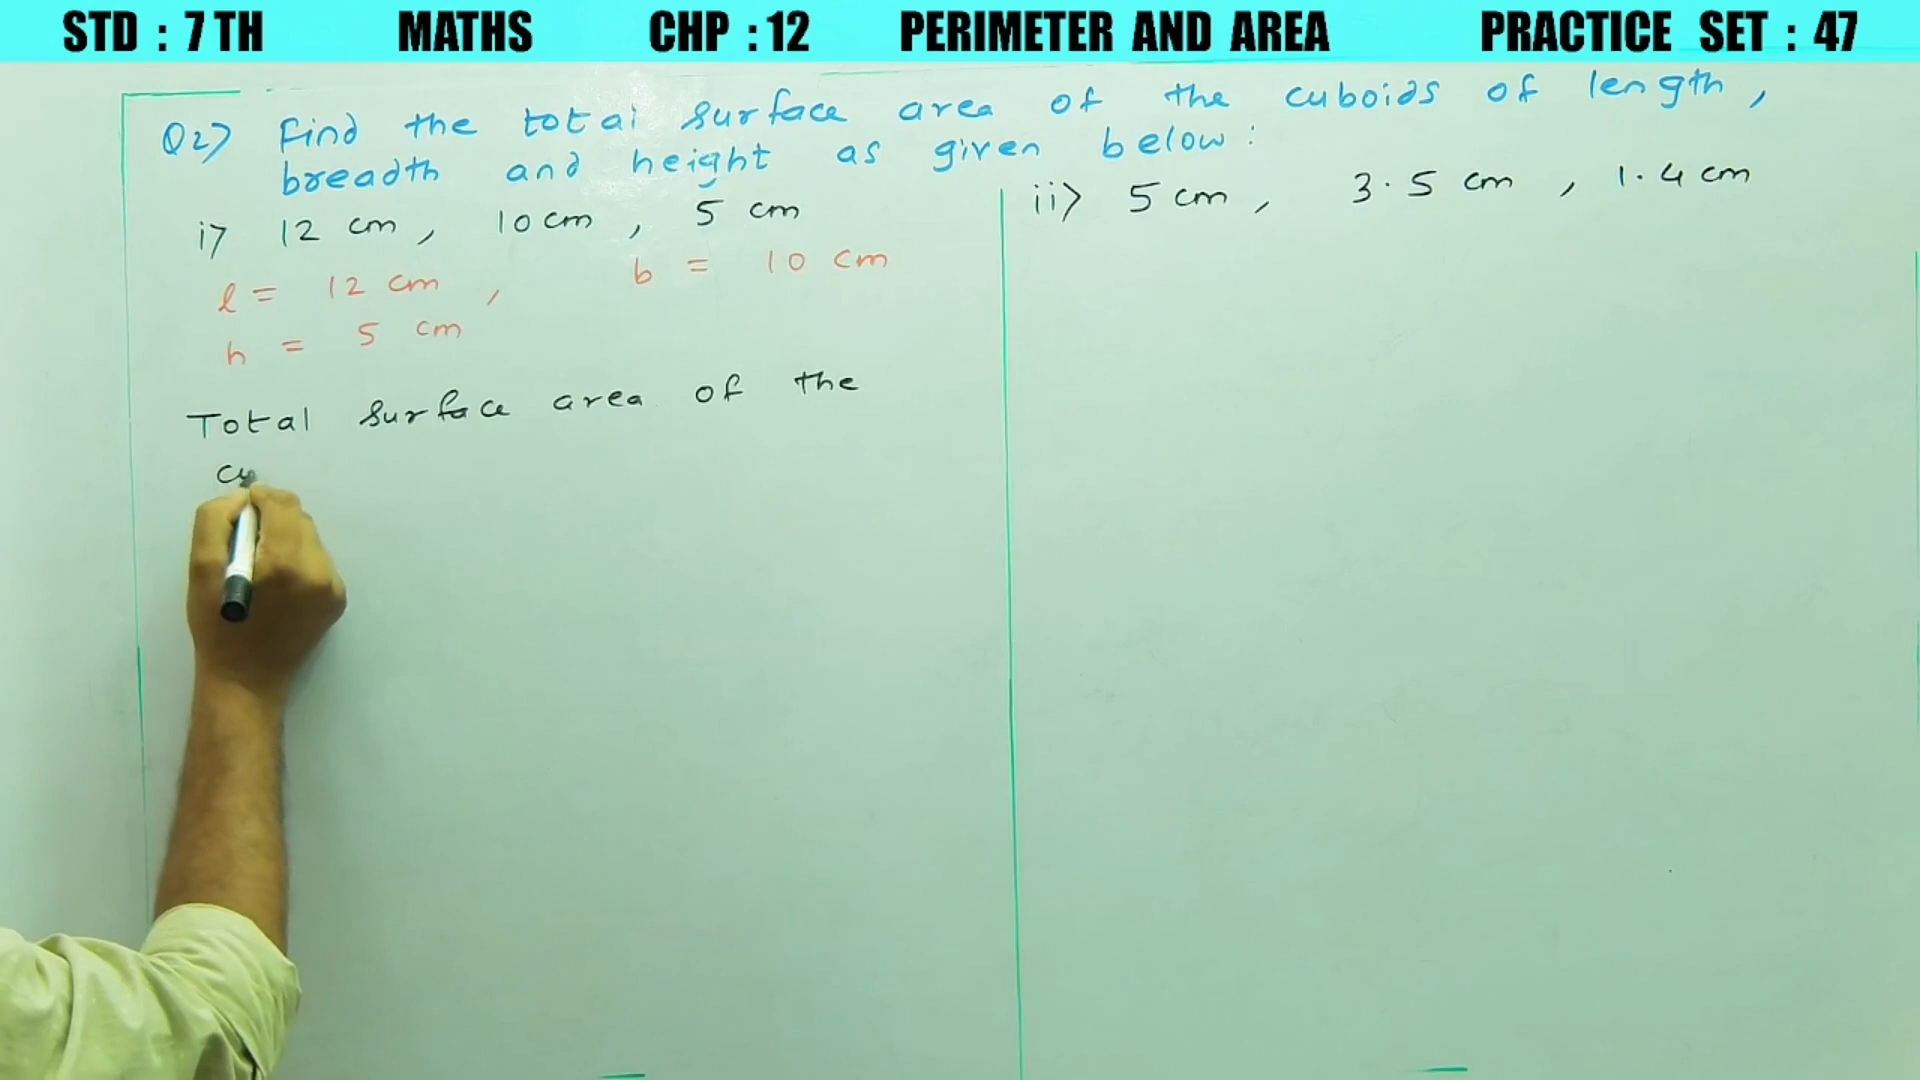 STD : 7 TH MATHS CHP : 12 PERIMETER AND AREA PRACTICE SET : 47
Q2> Find the total surface area of the cuboids of length,
breadth and height as given below:
i> 12 cm, 10 cm, 5 cm
l = 12 cm, b = 10 cm
h = 5 cm
Total surface area of the
cu
ii> 5 cm, 3.5 cm, 1.4 cm